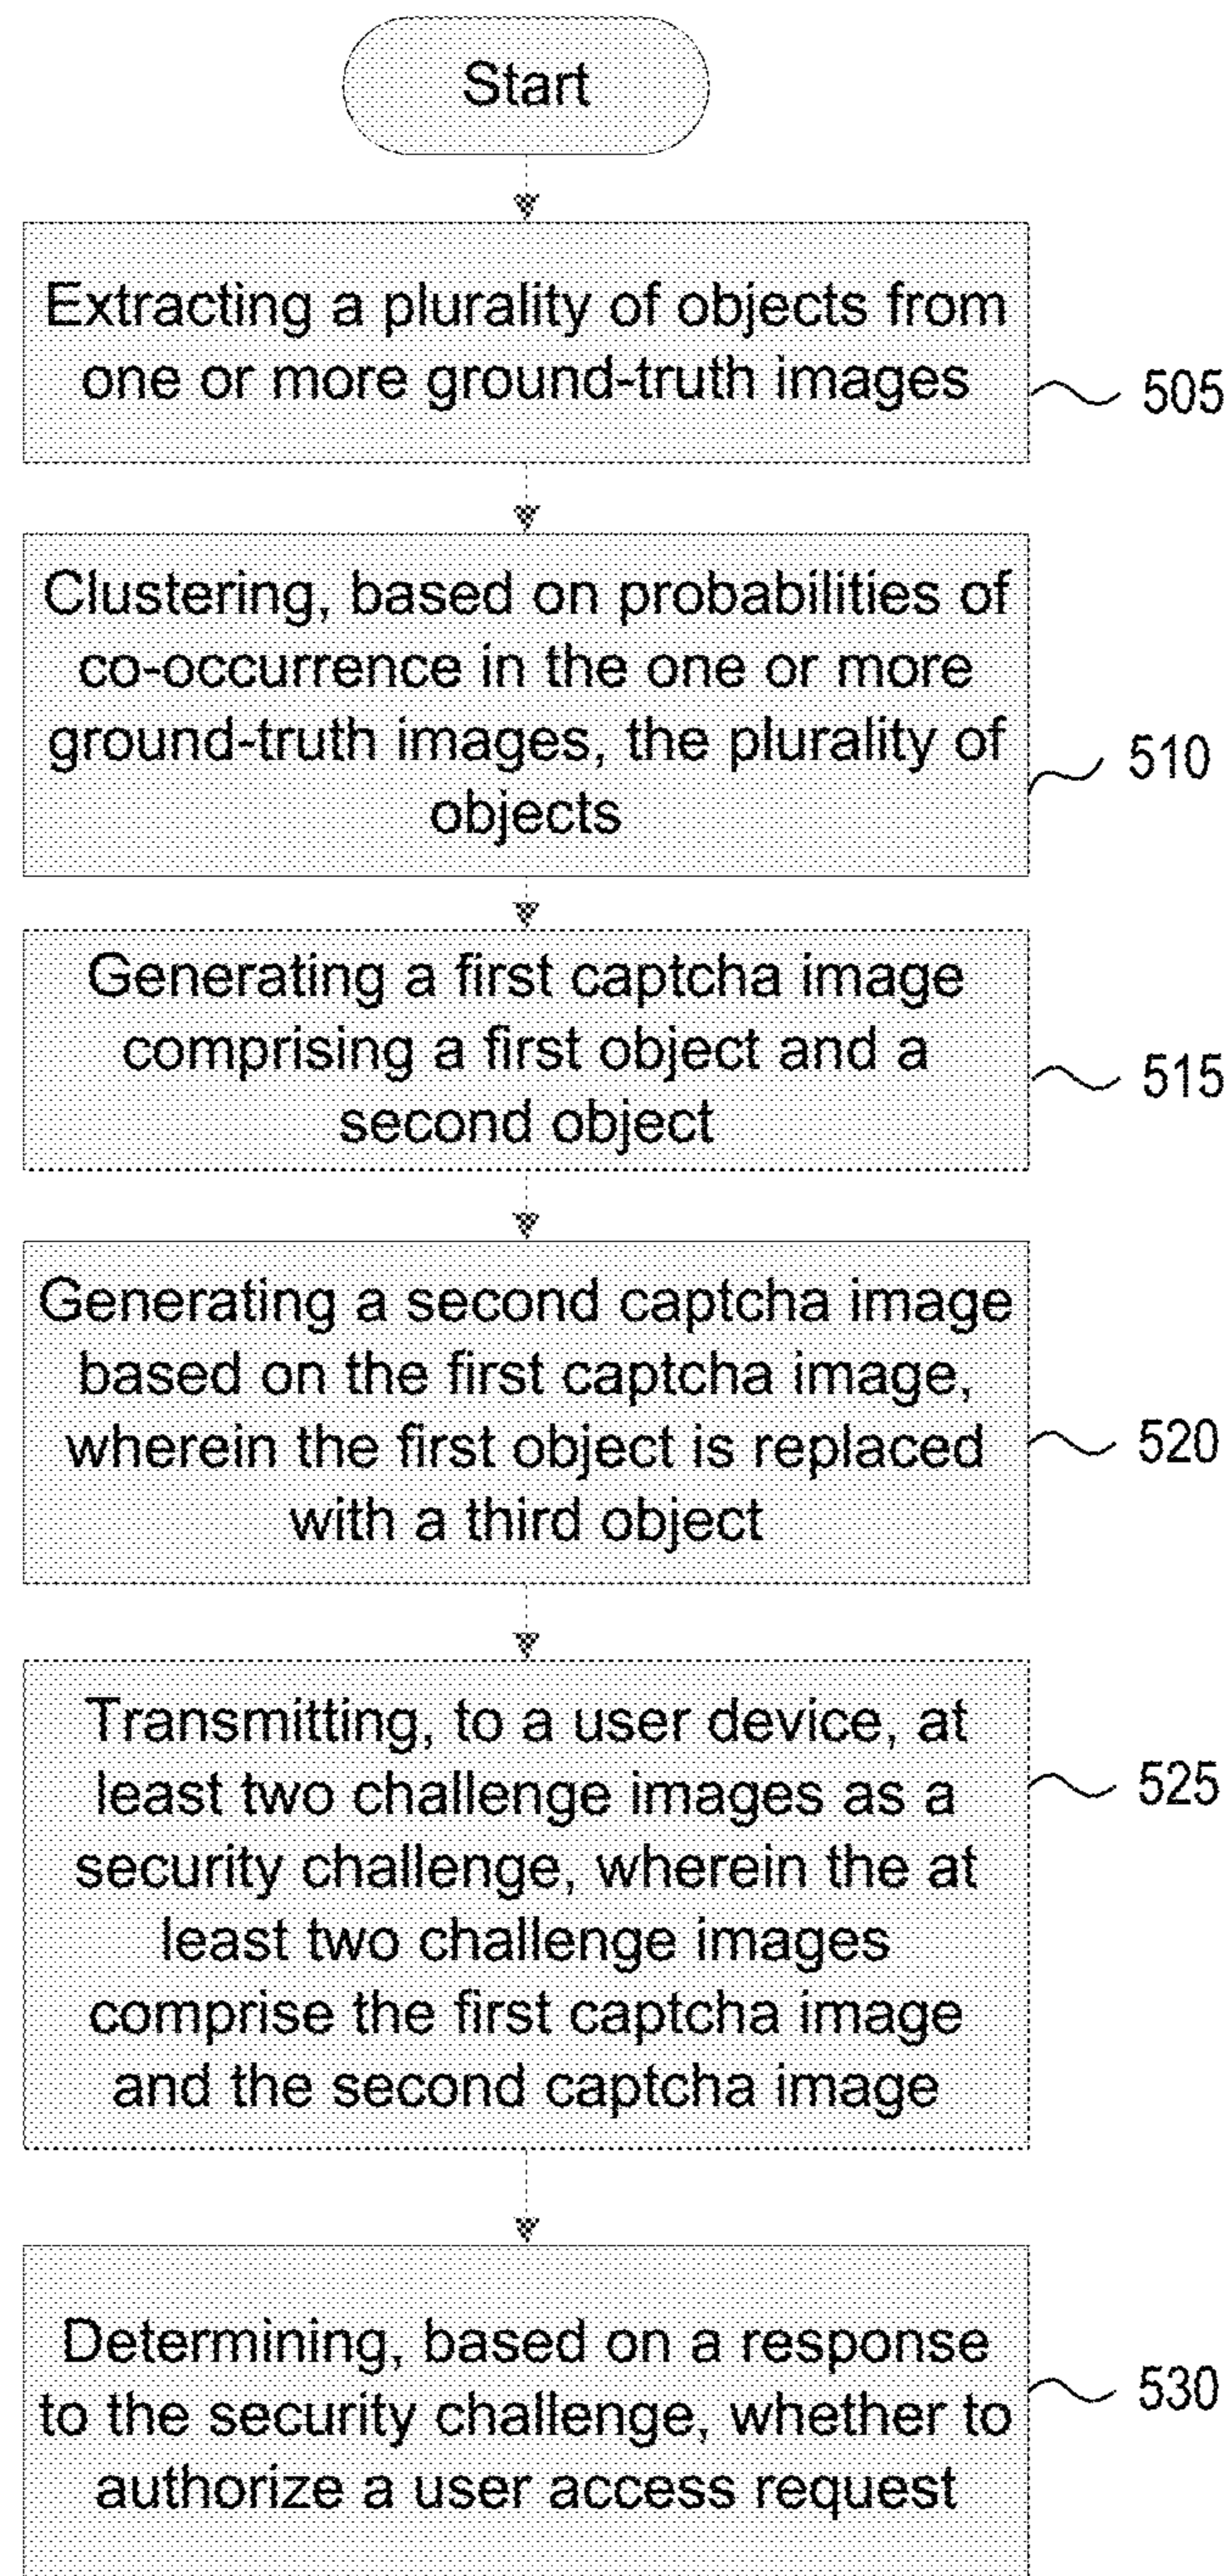 Start
Extracting a plurality of objects from
one or more ground-truth images
505
Clustering, based on probabilities of
co-occurrence in the one or more
ground-truth images, the plurality of
objects
510
Generating a first captcha image
comprising a first object and a
second object
515
Generating a second captcha image
based on the first captcha image,
wherein the first object is replaced
with a third object
520
Transmitting, to a user device, at
least two challenge images as a
security challenge, wherein the at
least two challenge images
comprise the first captcha image
and the second captcha image
525
Determining, based on a response
to the security challenge, whether to
authorize a user access request
530